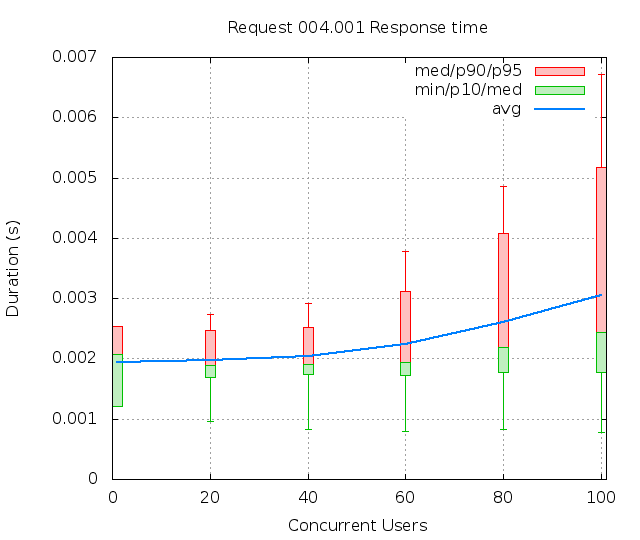 Request 004.001 Response time
0.007
0.006
0.005
0.004
0.003
0.002
0.001
0
Duration (s)
med/p90/p95
min/p10/med
avg
0 20 40 60 80 100
Concurrent Users